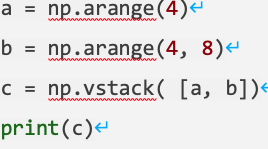 a = np.arange(4)↵
b = np.arange(4, 8)↵
c = np.vstack( [a, b])↵
print(c)↵